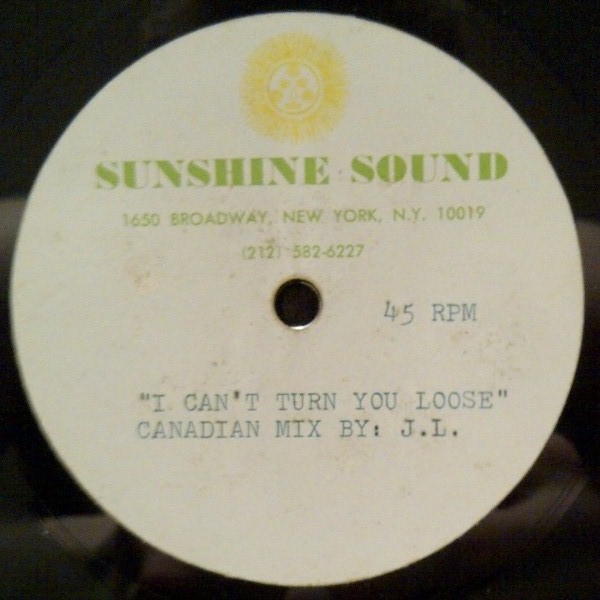 SUNSHINE SOUND
1650 BROADWAY, NEW YORK, N.Y. 10019
(212) 582-6227
45 RPM
"I CAN'T TURN YOU LOOSE"
CANADIAN MIX BY: J.L.